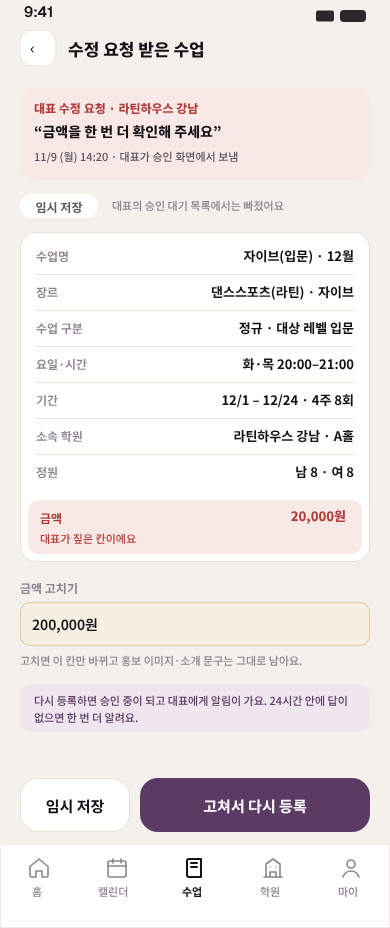 9:41
‹ 수정 요청 받은 수업
대표 수정 요청 · 라틴하우스 강남
“금액을 한 번 더 확인해 주세요”
11/9 (월) 14:20 · 대표가 승인 화면에서 보냄
임시 저장 대표의 승인 대기 목록에서는 빠졌어요
수업명 자이브(입문) · 12월
장르 댄스스포츠(라틴) · 자이브
수업 구분 정규 · 대상 레벨 입문
요일·시간 화·목 20:00–21:00
기간 12/1 – 12/24 · 4주 8회
소속 학원 라틴하우스 강남 · A홀
정원 남 8 · 여 8
금액 20,000원
대표가 짚은 칸이에요
금액 고치기
200,000원
고치면 이 칸만 바뀌고 홍보 이미지·소개 문구는 그대로 남아요.
다시 등록하면 승인 중이 되고 대표에게 알림이 가요. 24시간 안에 답이
없으면 한 번 더 알려요.
임시 저장 고쳐서 다시 등록
홈 캘린더 수업 학원 마이